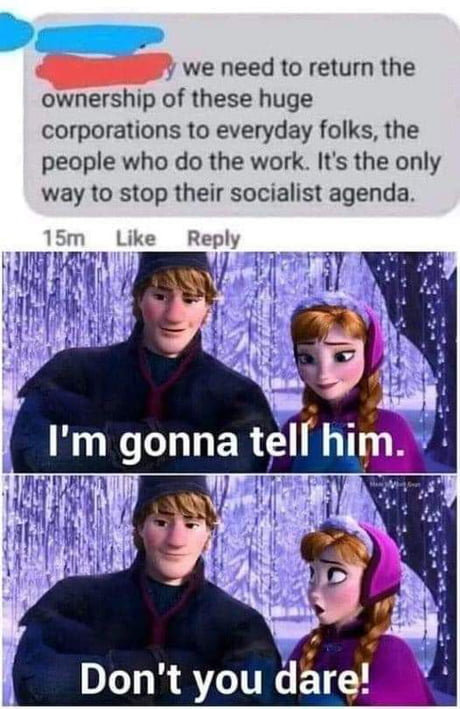 y we need to return the
ownership of these huge
corporations to everyday folks, the
people who do the work. It's the only
way to stop their socialist agenda.
15m Like Reply
I'm gonna tell him.
Don't you dare!